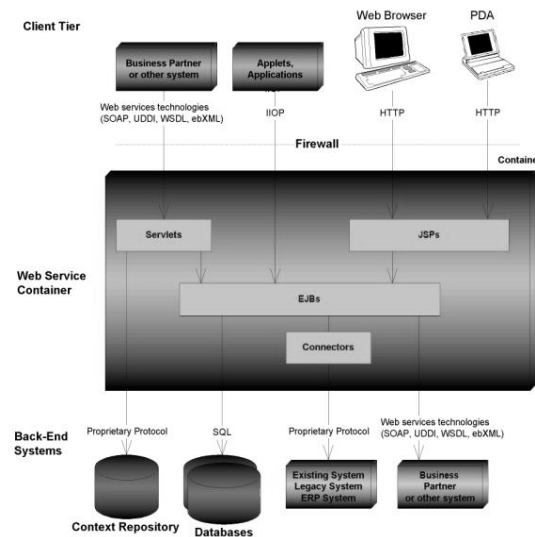 Client Tier
Web Browser
PDA
Business Partner
or other system
Applets,
Applications
Web services technologies
(SOAP, UDDI, WSDL, ebXML)
IIOP
HTTP
HTTP
Firewall
Container
Servlets
JSPs
Web Service
Container
EJBs
Connectors
Back-End
Systems
Proprietary Protocol
SQL
Proprietary Protocol
Web services technologies
(SOAP, UDDI, WSDL, ebXML)
Existing System
Legacy System
ERP System
Business
Partner
or other system
Context Repository
Databases